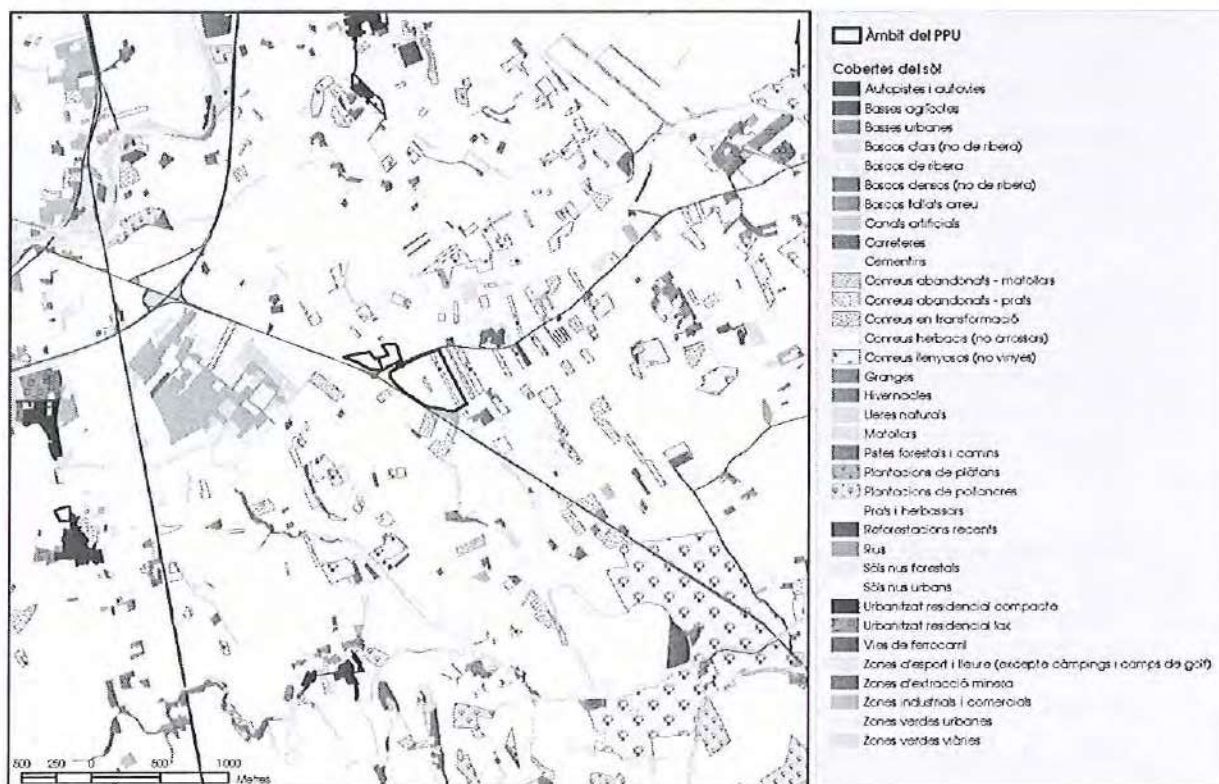 Àmbit del PPU
Cobertes del sòl
Autopistes i autovies
Basses agrícoles
Basses urbanes
Boscos clars (no de ribera)
Boscos de ribera
Boscos densos (no de ribera)
Boscos tallats arreu
Canals artificials
Carreteres
Cementiris
Conreus abandonats - matollars
Conreus abandonats - prats
Conreus en transformació
Conreus herbacis (no arrossars)
Conreus llenyosos (no vinyes)
Granges
Hivernacles
Lleres naturals
Matollars
Pistes forestals i camins
Plantacions de plàtans
Plantacions de pollancres
Prats i herbassars
Reforestacions recents
Rius
Sòls nus forestals
Sòls nus urbans
Urbanitzat residencial compacte
Urbanitzat residencial lax
Vies de ferrocarril
Zones d'esport i lleure (excepte càmpings i camps de golf)
Zones d'extracció minera
Zones industrials i comercials
Zones verdes urbanes
Zones verdes viàries
500 250 0 500 1000
Metres